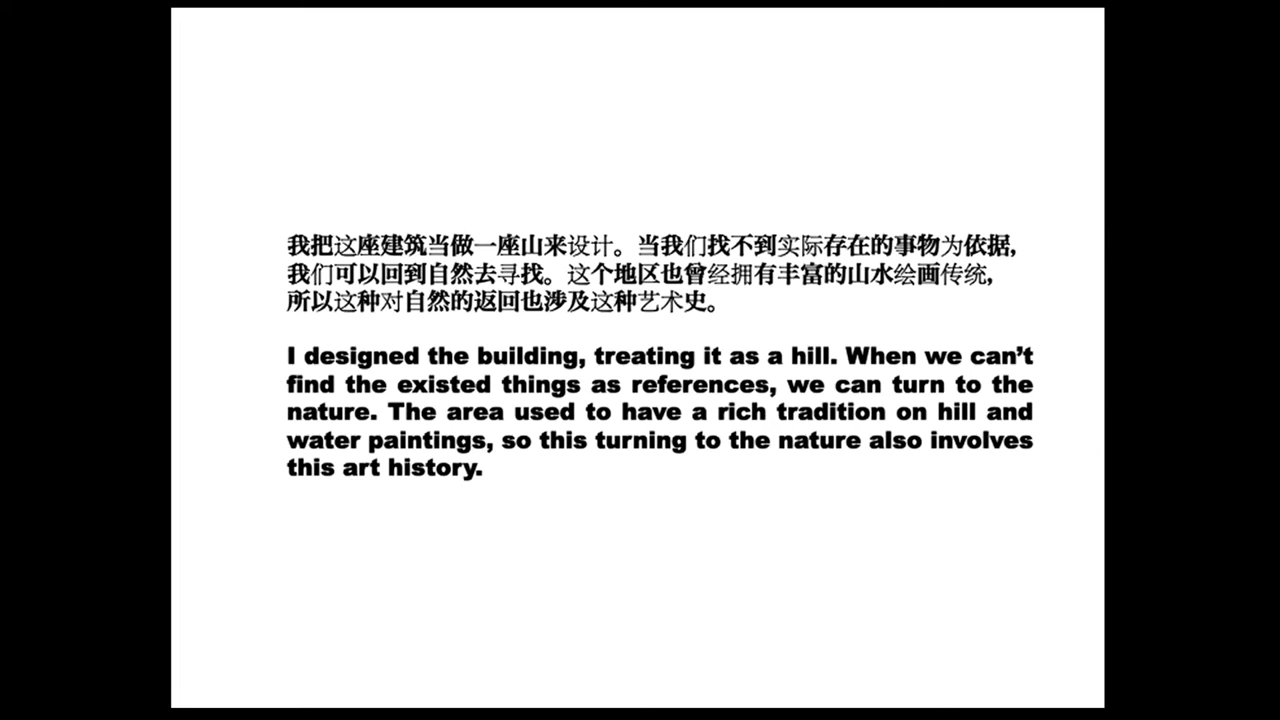 我把这座建筑当做一座山来设计。当我们找不到实际存在的事物为依据,
我们可以回到自然去寻找。这个地区也曾经拥有丰富的山水绘画传统,
所以这种对自然的返回也涉及这种艺术史。
I designed the building, treating it as a hill. When we can’t
find the existed things as references, we can turn to the
nature. The area used to have a rich tradition on hill and
water paintings, so this turning to the nature also involves
this art history.